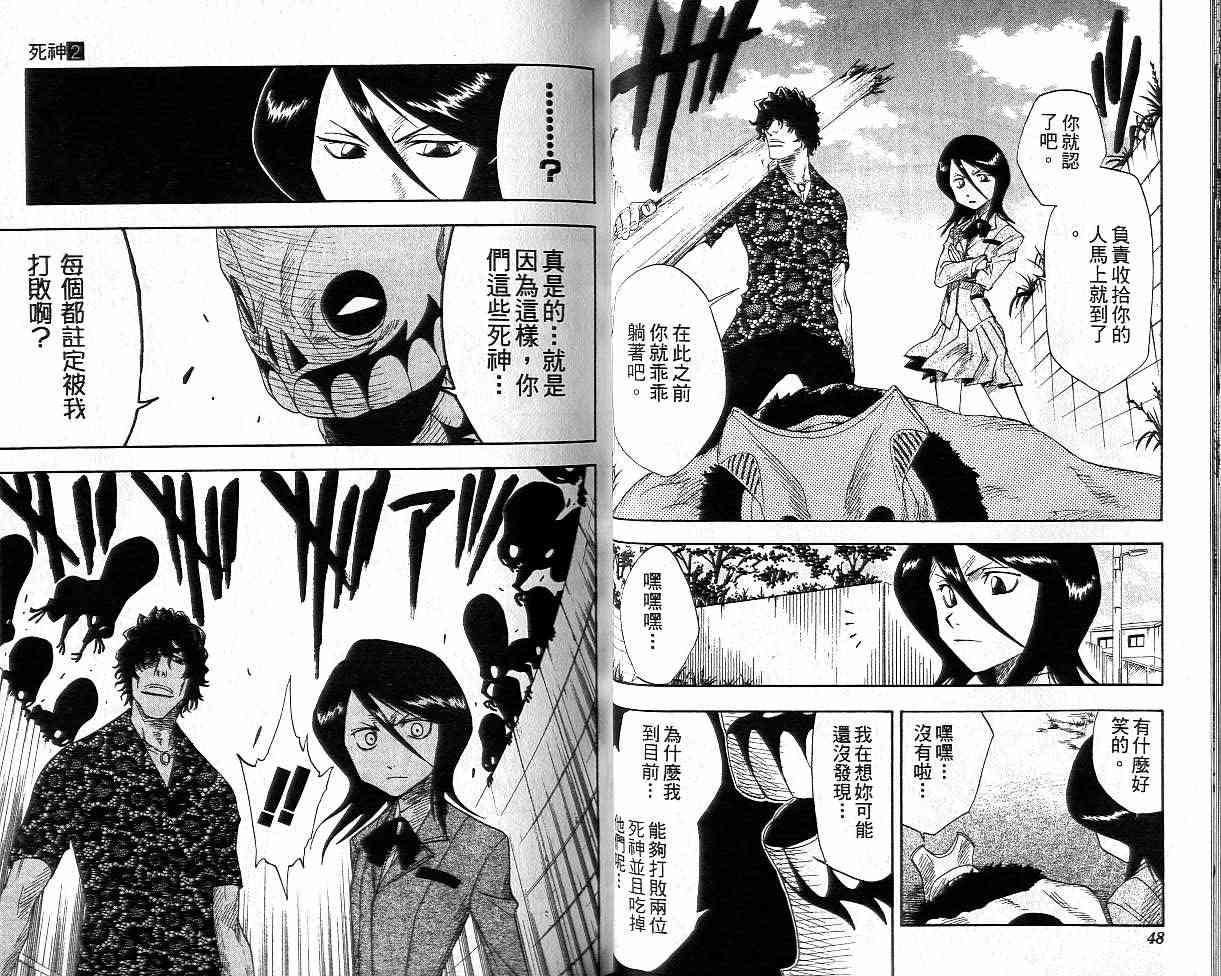 你就認
了吧。
負責收拾你的
人馬上就到了
。
在此之前
你就乖乖
躺著吧。
嘿嘿嘿…
有什麼好
笑的。
嘿嘿…
沒有啦…
我在想妳可能
還沒發現…
為什麼我
到目前…
能夠打敗兩位
死神並且吃掉
他們呢…
48
死神2
………?
真是的…就是
因為這樣，你
們這些死神…
每個都註定被我
打敗啊？
!!